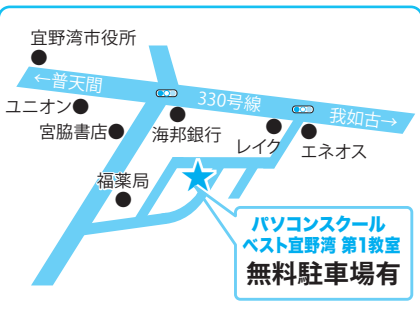 宜野湾市役所
←普天間
330号線
我如古→
ユニオン
宮脇書店
海邦銀行
レイク
エネオス
福薬局
パソコンスクール
ベスト宜野湾 第1教室
無料駐車場有